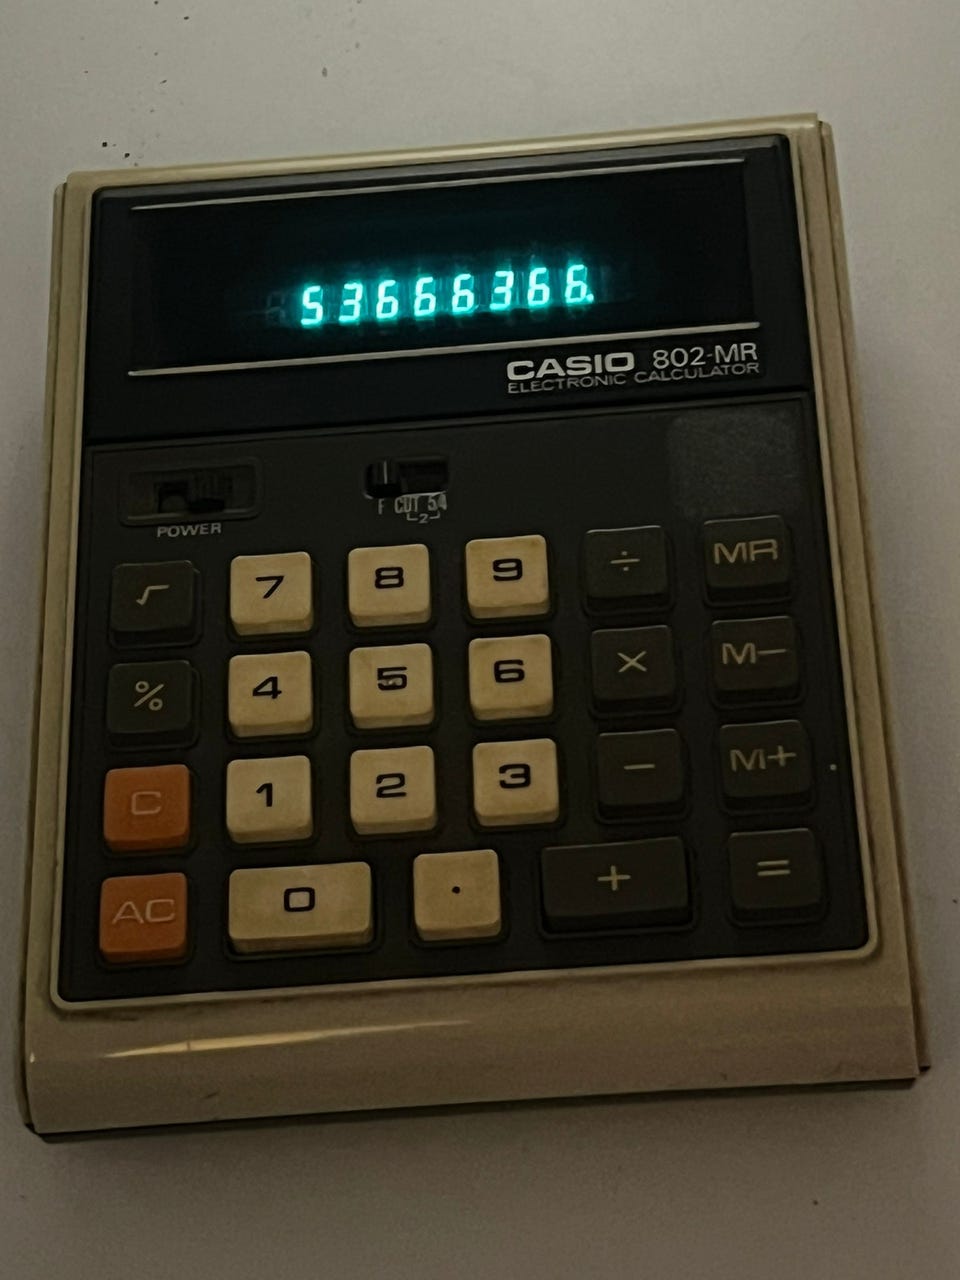 53666366.
CASIO 802-MR
ELECTRONIC CALCULATOR
POWER
F CUT 5/4
2
√ 7 8 9 ÷ MR
% 4 5 6 × M−
C 1 2 3 − M+
AC 0 . + =